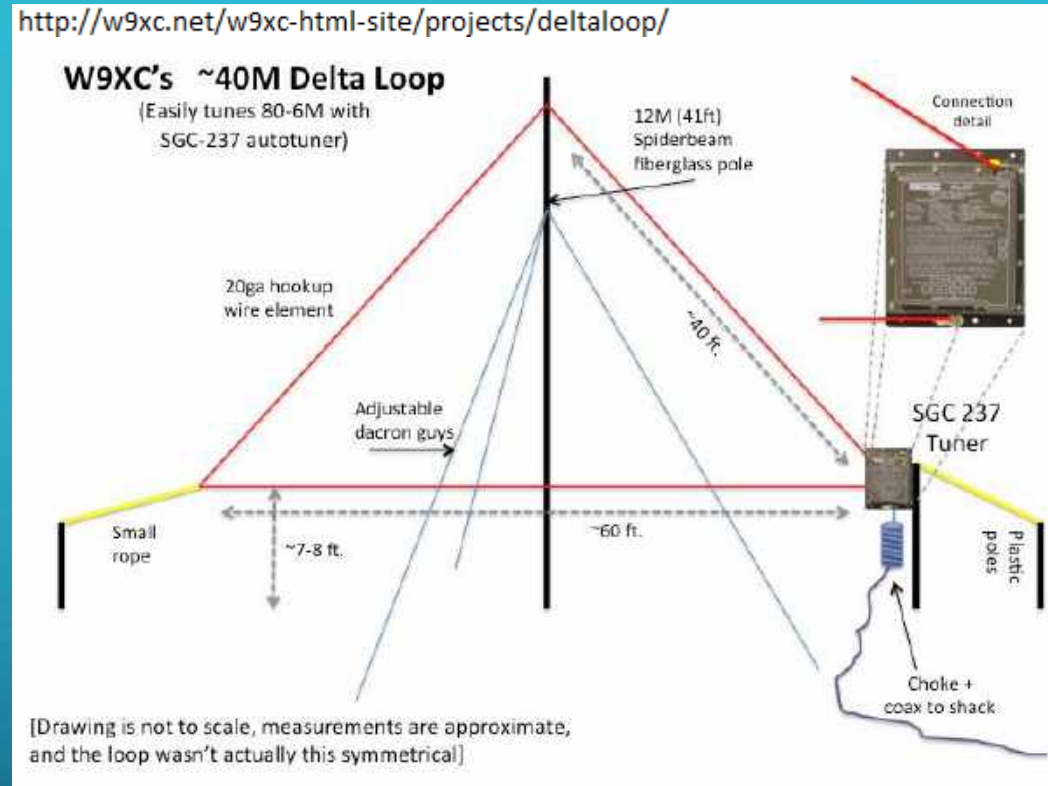 http://w9xc.net/w9xc-html-site/projects/deltaloop/
W9XC's ~40M Delta Loop
(Easily tunes 80-6M with
SGC-237 autotuner)
12M (41ft)
Spiderbeam
fiberglass pole
Connection
detail
20ga hookup
wire element
~40 ft.
Adjustable
dacron guys
SGC 237
Tuner
Small
rope
~7-8 ft.
~60 ft.
Plastic
poles
Choke +
coax to shack
[Drawing is not to scale, measurements are approximate,
and the loop wasn't actually this symmetrical]